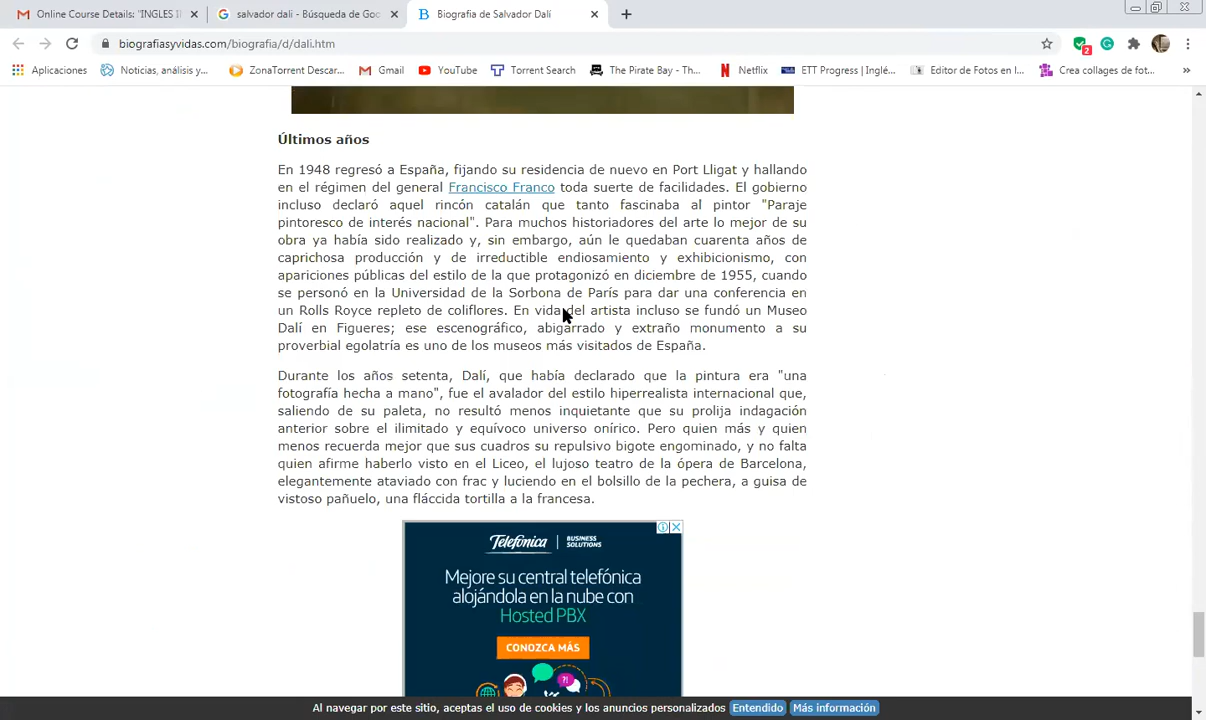 Online Course Details: "INGLES I
salvador dalí - Búsqueda de Goo
Biografia de Salvador Dalí
biografiasyvidas.com/biografia/d/dali.htm
2
Aplicaciones
Noticias, análisis y...
ZonaTorrent Descar...
Gmail
YouTube
Torrent Search
The Pirate Bay - Th...
Netflix
ETT Progress | Inglé...
Editor de Fotos en l...
Crea collages de fot...
»
Últimos años
En 1948 regresó a España, fijando su residencia de nuevo en Port Lligat y hallando
en el régimen del general Francisco Franco toda suerte de facilidades. El gobierno
incluso declaró aquel rincón catalán que tanto fascinaba al pintor "Paraje
pintoresco de interés nacional". Para muchos historiadores del arte lo mejor de su
obra ya había sido realizado y, sin embargo, aún le quedaban cuarenta años de
caprichosa producción y de irreductible endiosamiento y exhibicionismo, con
apariciones públicas del estilo de la que protagonizó en diciembre de 1955, cuando
se personó en la Universidad de la Sorbona de París para dar una conferencia en
un Rolls Royce repleto de coliflores. En vida del artista incluso se fundó un Museo
Dalí en Figueres; ese escenográfico, abigarrado y extraño monumento a su
proverbial egolatría es uno de los museos más visitados de España.
Durante los años setenta, Dalí, que había declarado que la pintura era "una
fotografía hecha a mano", fue el avalador del estilo hiperrealista internacional que,
saliendo de su paleta, no resultó menos inquietante que su prolija indagación
anterior sobre el ilimitado y equívoco universo onírico. Pero quien más y quien
menos recuerda mejor que sus cuadros su repulsivo bigote engominado, y no falta
quien afirme haberlo visto en el Liceo, el lujoso teatro de la ópera de Barcelona,
elegantemente ataviado con frac y luciendo en el bolsillo de la pechera, a guisa de
vistoso pañuelo, una fláccida tortilla a la francesa.
Telefónica | BUSINESS SOLUTIONS
Mejore su central telefónica
alojándola en la nube con
Hosted PBX
CONOZCA MÁS
?!
Al navegar por este sitio, aceptas el uso de cookies y los anuncios personalizados Entendido Más información